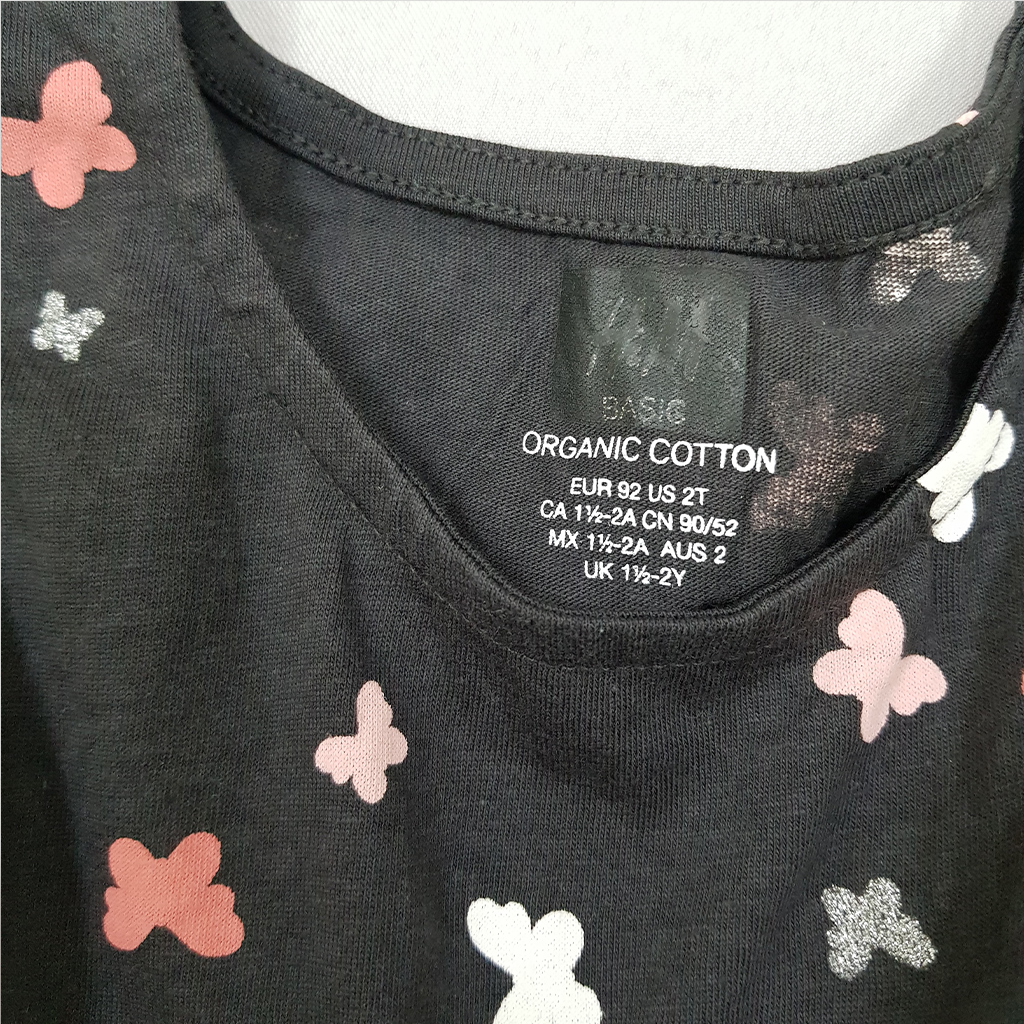 BASIC
ORGANIC COTTON
EUR 92 US 2T
CA 1½-2A CN 90/52
MX 1½-2A AUS 2
UK 1½-2Y